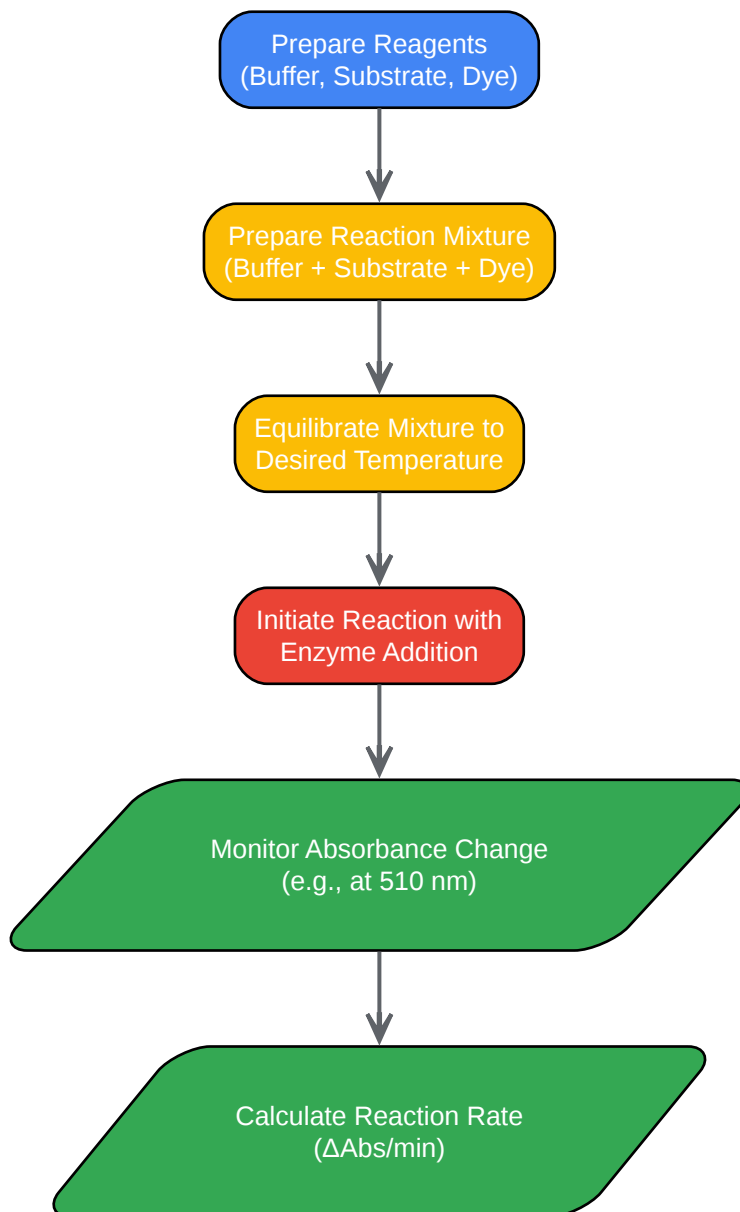 Prepare Reagents
(Buffer, Substrate, Dye)
Prepare Reaction Mixture
(Buffer + Substrate + Dye)
Equilibrate Mixture to
Desired Temperature
Initiate Reaction with
Enzyme Addition
Monitor Absorbance Change
(e.g., at 510 nm)
Calculate Reaction Rate
(ΔAbs/min)